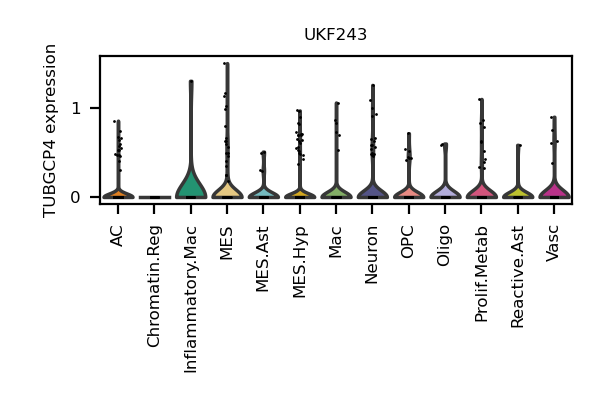 UKF243
TUBGCP4 expression
1
0
AC
Chromatin.Reg
Inflammatory.Mac
MES
MES.Ast
MES.Hyp
Mac
Neuron
OPC
Oligo
Prolif.Metab
Reactive.Ast
Vasc